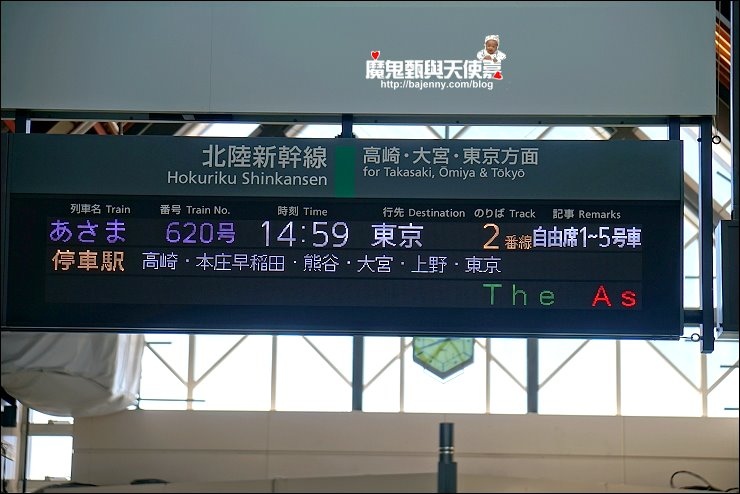 魔鬼甄與天使嘉
http://bajenny.com/blog
北陸新幹線 高崎・大宮・東京方面
Hokuriku Shinkansen for Takasaki, Ōmiya & Tōkyō
列車名 Train 番号 Train No. 時刻 Time 行先 Destination のりば Track 記事 Remarks
あさま 620号 14:59 東京 2番線 自由席1~5号車
停車駅 高崎・本庄早稲田・熊谷・大宮・上野・東京
The As